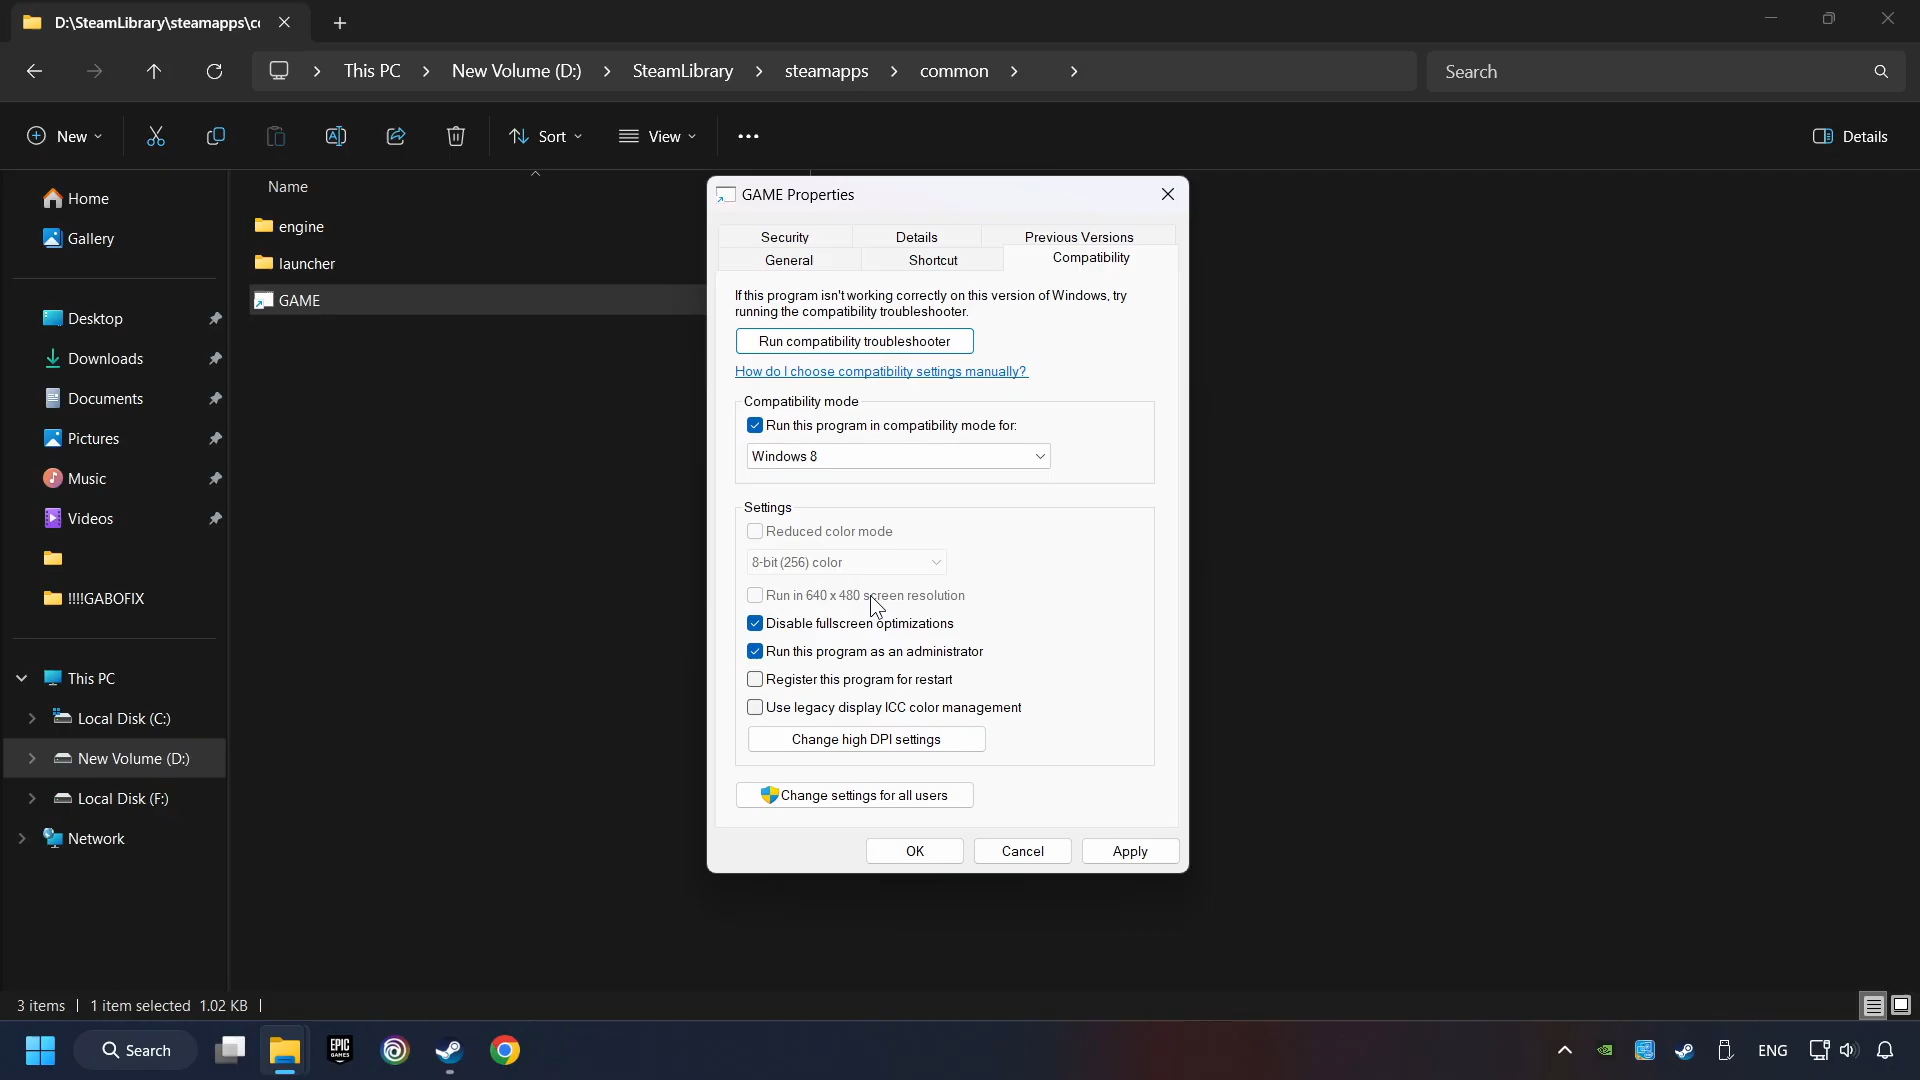 D:\SteamLibrary\steamapps\cc
This PC
New Volume (D:)
SteamLibrary
steamapps
common
Search
New
Sort
View
Details
Home
Gallery
Desktop
Downloads
Documents
Pictures
Music
Videos
!!!!GABOFIX
This PC
Local Disk (C:)
New Volume (D:)
Local Disk (F:)
Network
Name
engine
launcher
GAME
GAME Properties
Security
Details
Previous Versions
General
Shortcut
Compatibility
If this program isn't working correctly on this version of Windows, try
running the compatibility troubleshooter.
Run compatibility troubleshooter
How do I choose compatibility settings manually?
Compatibility mode
Run this program in compatibility mode for:
Windows 8
Settings
Reduced color mode
8-bit (256) color
Run in 640 x 480 screen resolution
Disable fullscreen optimizations
Run this program as an administrator
Register this program for restart
Use legacy display ICC color management
Change high DPI settings
Change settings for all users
OK
Cancel
Apply
3 items
1 item selected 1.02 KB
Search
EPIC
GAMES
ENG